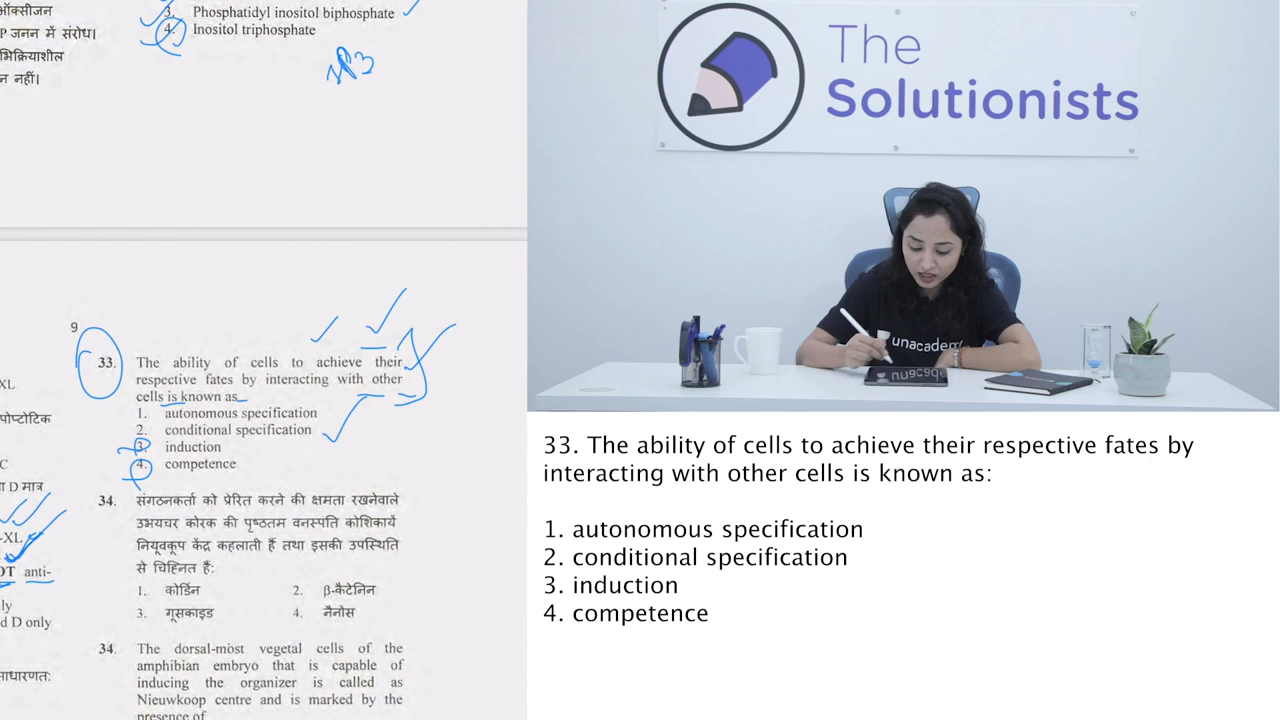 ऑक्सीजन
P जनन में संरोध।
भिक्रियाशील
न नहीं।
3. Phosphatidyl inositol biphosphate
4. Inositol triphosphate
IP3
9
XL
पोप्टोटिक
C
ा D मात्र
-XL
OT anti-
ly
d D only
साधारणत:
33. The ability of cells to achieve their
respective fates by interacting with other
cells is known as
1. autonomous specification
2. conditional specification
3. induction
4. competence
34. संगठनकर्ता को प्रेरित करने की क्षमता रखनेवाले
उभयचर कोरक की पृष्ठतम वनस्पति कोशिकायें
नियूवकूप केंद्र कहलाती हैं तथा इसकी उपस्थिति
से चिह्नित हैं:
1. कोर्डिन 2. β-कैटेनिन
3. गूसकाइड 4. नैनोस
34. The dorsal-most vegetal cells of the
amphibian embryo that is capable of
inducing the organizer is called as
Nieuwkoop centre and is marked by the
presence of
The
Solutionists
unacademy
33. The ability of cells to achieve their respective fates by
interacting with other cells is known as:
1. autonomous specification
2. conditional specification
3. induction
4. competence